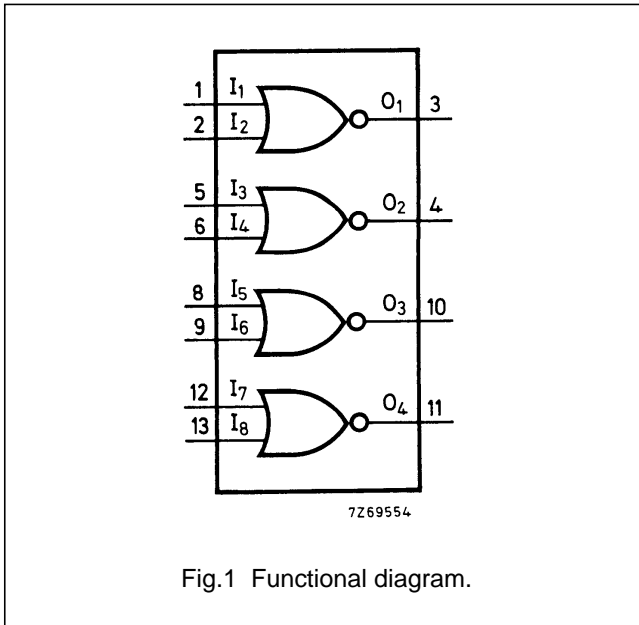 1 I1 O1 3
2 I2
5 I3 O2 4
6 I4
8 I5 O3 10
9 I6
12 I7 O4 11
13 I8
7Z69554
Fig.1 Functional diagram.